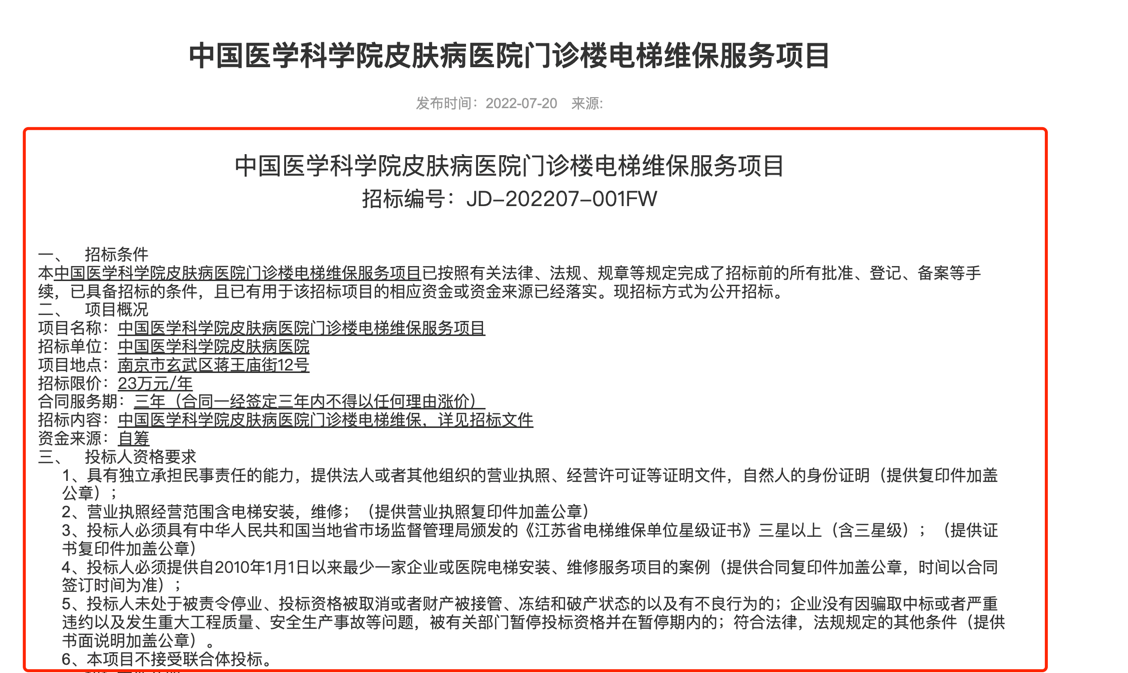 中国医学科学院皮肤病医院门诊楼电梯维保服务项目
发布时间：2022-07-20 来源:
中国医学科学院皮肤病医院门诊楼电梯维保服务项目
招标编号：JD-202207-001FW
一、 招标条件
本中国医学科学院皮肤病医院门诊楼电梯维保服务项目已按照有关法律、法规、规章等规定完成了招标前的所有批准、登记、备案等手
续，已具备招标的条件，且已有用于该招标项目的相应资金或资金来源已经落实。现招标方式为公开招标。
二、 项目概况
项目名称：中国医学科学院皮肤病医院门诊楼电梯维保服务项目
招标单位：中国医学科学院皮肤病医院
项目地点：南京市玄武区蒋王庙街12号
招标限价：23万元/年
合同服务期：三年（合同一经签定三年内不得以任何理由涨价）
招标内容：中国医学科学院皮肤病医院门诊楼电梯维保，详见招标文件
资金来源：自筹
三、 投标人资格要求
1、具有独立承担民事责任的能力，提供法人或者其他组织的营业执照、经营许可证等证明文件，自然人的身份证明（提供复印件加盖
公章）；
2、营业执照经营范围含电梯安装，维修；（提供营业执照复印件加盖公章）
3、投标人必须具有中华人民共和国当地省市场监督管理局颁发的《江苏省电梯维保单位星级证书》三星以上（含三星级）；（提供证
书复印件加盖公章）
4、投标人必须提供自2010年1月1日以来最少一家企业或医院电梯安装、维修服务项目的案例（提供合同复印件加盖公章，时间以合同
签订时间为准）；
5、投标人未处于被责令停业、投标资格被取消或者财产被接管、冻结和破产状态的以及有不良行为的；企业没有因骗取中标或者严重
违约以及发生重大工程质量、安全生产事故等问题，被有关部门暂停投标资格并在暂停期内的；符合法律，法规规定的其他条件（提供
书面说明加盖公章）。
6、本项目不接受联合体投标。